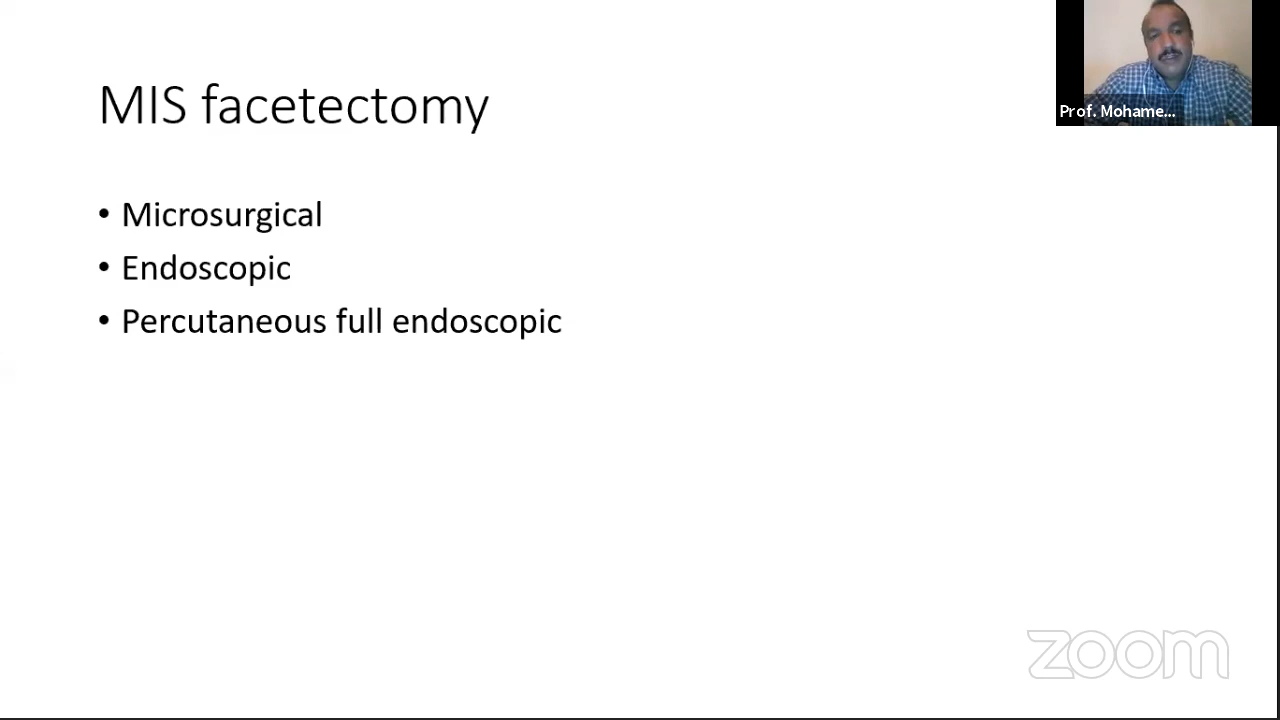 MIS facetectomy
• Microsurgical
• Endoscopic
• Percutaneous full endoscopic
Prof. Mohame...
zoom